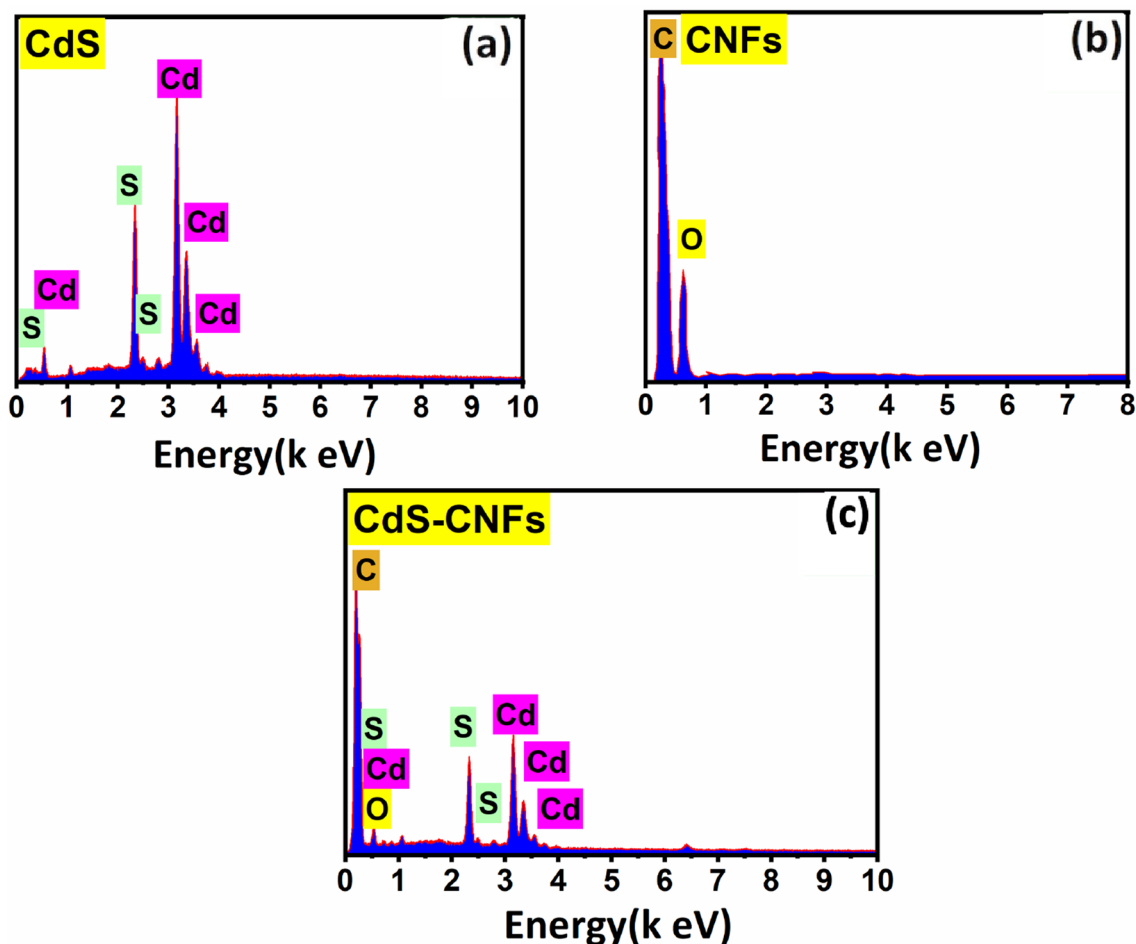 CdS
(a)
Cd
S
Cd
Cd
S
Cd
S
0 1 2 3 4 5 6 7 8 9 10
Energy(k eV)
C
CNFs
(b)
O
0 1 2 3 4 5 6 7 8
Energy(k eV)
CdS-CNFs
(c)
C
S
Cd
O
S
S
Cd
Cd
Cd
0 1 2 3 4 5 6 7 8 9 10
Energy(k eV)